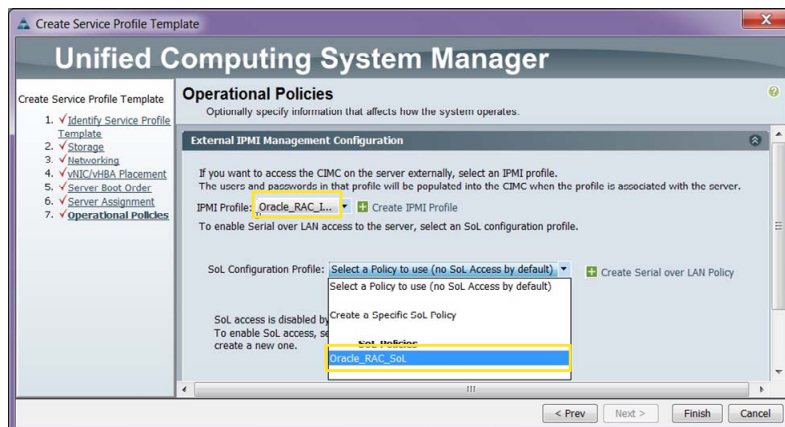 Create Service Profile Template
Unified Computing System Manager
Create Service Profile Template
1. √Identify Service Profile
Template
2. √Storage
3. √Networking
4. √vNIC/vHBA Placement
5. √Server Boot Order
6. √Server Assignment
7. √Operational Policies
Operational Policies
Optionally specify information that affects how the system operates.
External IPMI Management Configuration
If you want to access the CIMC on the server externally, select an IPMI profile.
The users and passwords in that profile will be populated into the CIMC when the profile is associated with the server.
IPMI Profile: Oracle_RAC_I... Create IPMI Profile
To enable Serial over LAN access to the server, select an SoL configuration profile.
SoL Configuration Profile: Select a Policy to use (no SoL Access by default) Create Serial over LAN Policy
Select a Policy to use (no SoL Access by default)
Create a Specific SoL Policy
SoL Policies
Oracle_RAC_SoL
SoL access is disabled by
To enable SoL access, se
create a new one.
< Prev Next > Finish Cancel